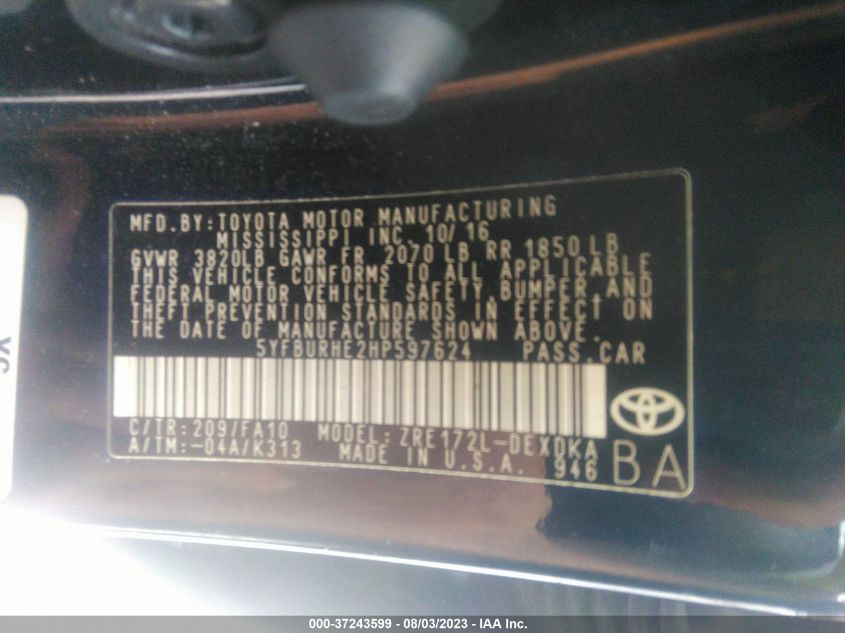 MFD.BY:TOYOTA MOTOR MANUFACTURING
MISSISSIPPI INC. 10/16
GVWR 3820LB GAWR FR 2070 LB RR 1850 LB
THIS VEHICLE CONFORMS TO ALL APPLICABLE
FEDERAL MOTOR VEHICLE SAFETY, BUMPER, AND
THEFT PREVENTION STANDARDS IN EFFECT ON
THE DATE OF MANUFACTURE SHOWN ABOVE.
5YFBURHE2HP597624 PASS.CAR
C/TR:209/FA10 MODEL:ZRE172L-DEXDKA
A/TM:-04A/K313 MADE IN U.S.A. 946
BA
000-37243599 - 08/03/2023 - IAA Inc.